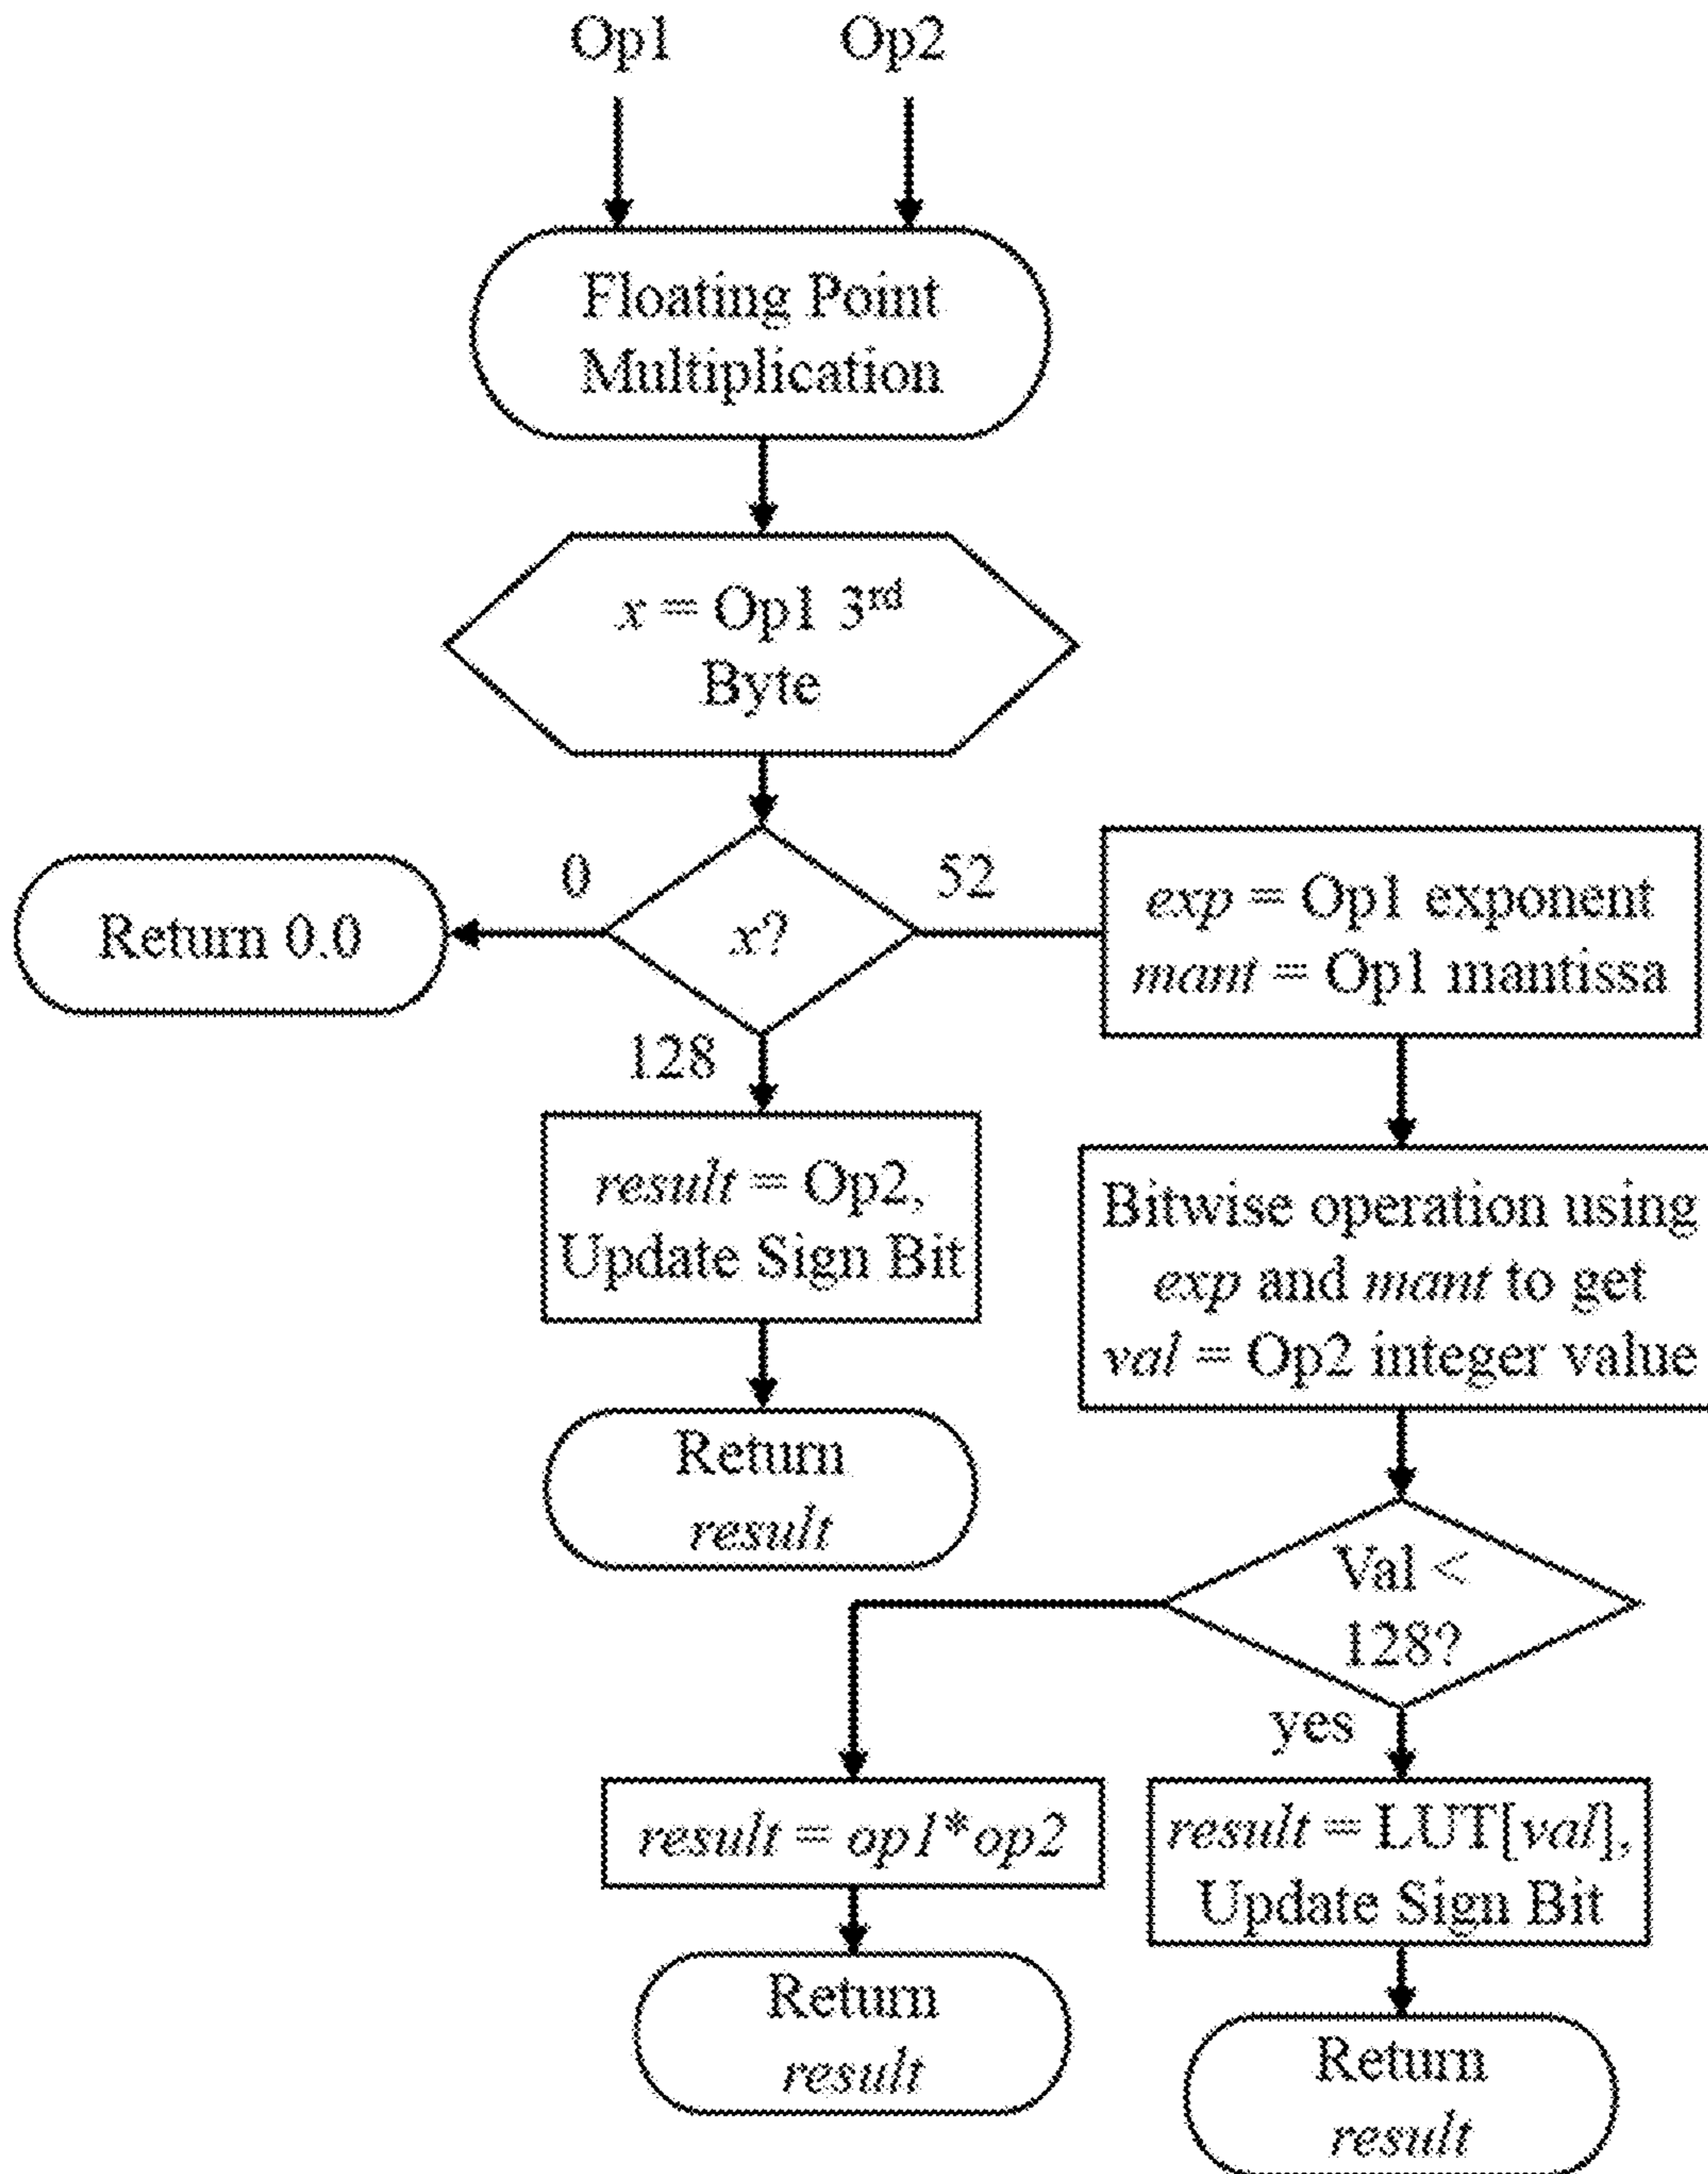 Op1 Op2
Floating Point
Multiplication
x = Op1 3rd
Byte
0
52
x?
Return 0.0
exp = Op1 exponent
mant = Op1 mantissa
128
result = Op2,
Update Sign Bit
Bitwise operation using
exp and mant to get
val = Op2 integer value
Return
result
Val <
128?
yes
result = op1*op2
result = LUT[val],
Update Sign Bit
Return
result
Return
result